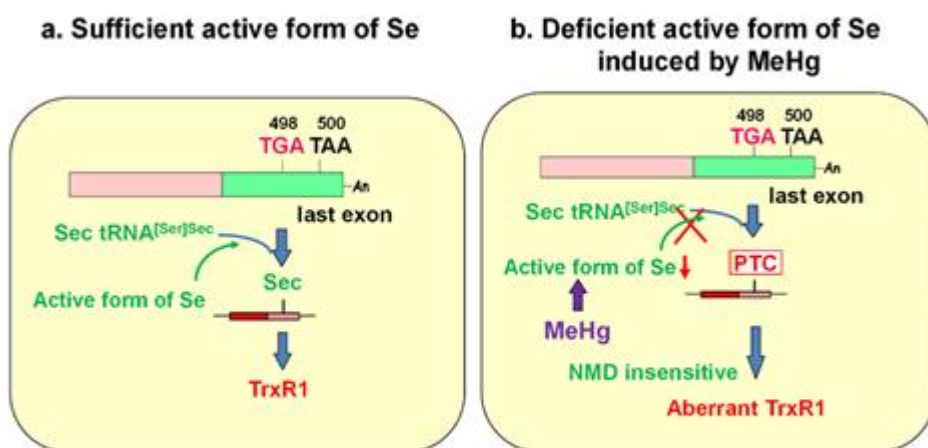 a. Sufficient active form of Se
498 500
TGA TAA
An
last exon
Sec tRNA[Ser]Sec
Active form of Se
Sec
TrxR1
b. Deficient active form of Se
induced by MeHg
498 500
TGA TAA
An
last exon
Sec tRNA[Ser]Sec
Active form of Se
PTC
MeHg
NMD insensitive
Aberrant TrxR1